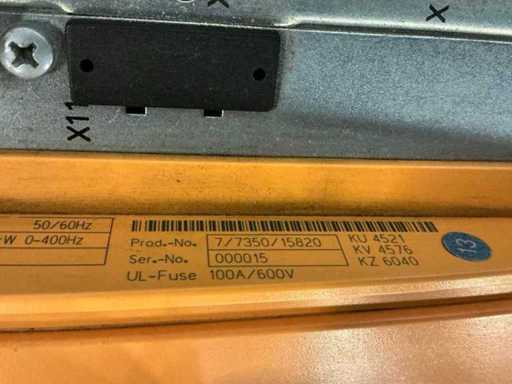 X
X
X11
50/60Hz
W 0-400Hz
Prod.-No. 7/7350/15820 KU 4521
Ser.-No. 000015 KV 4576
KZ 6040
UL-Fuse 100A/600V
13